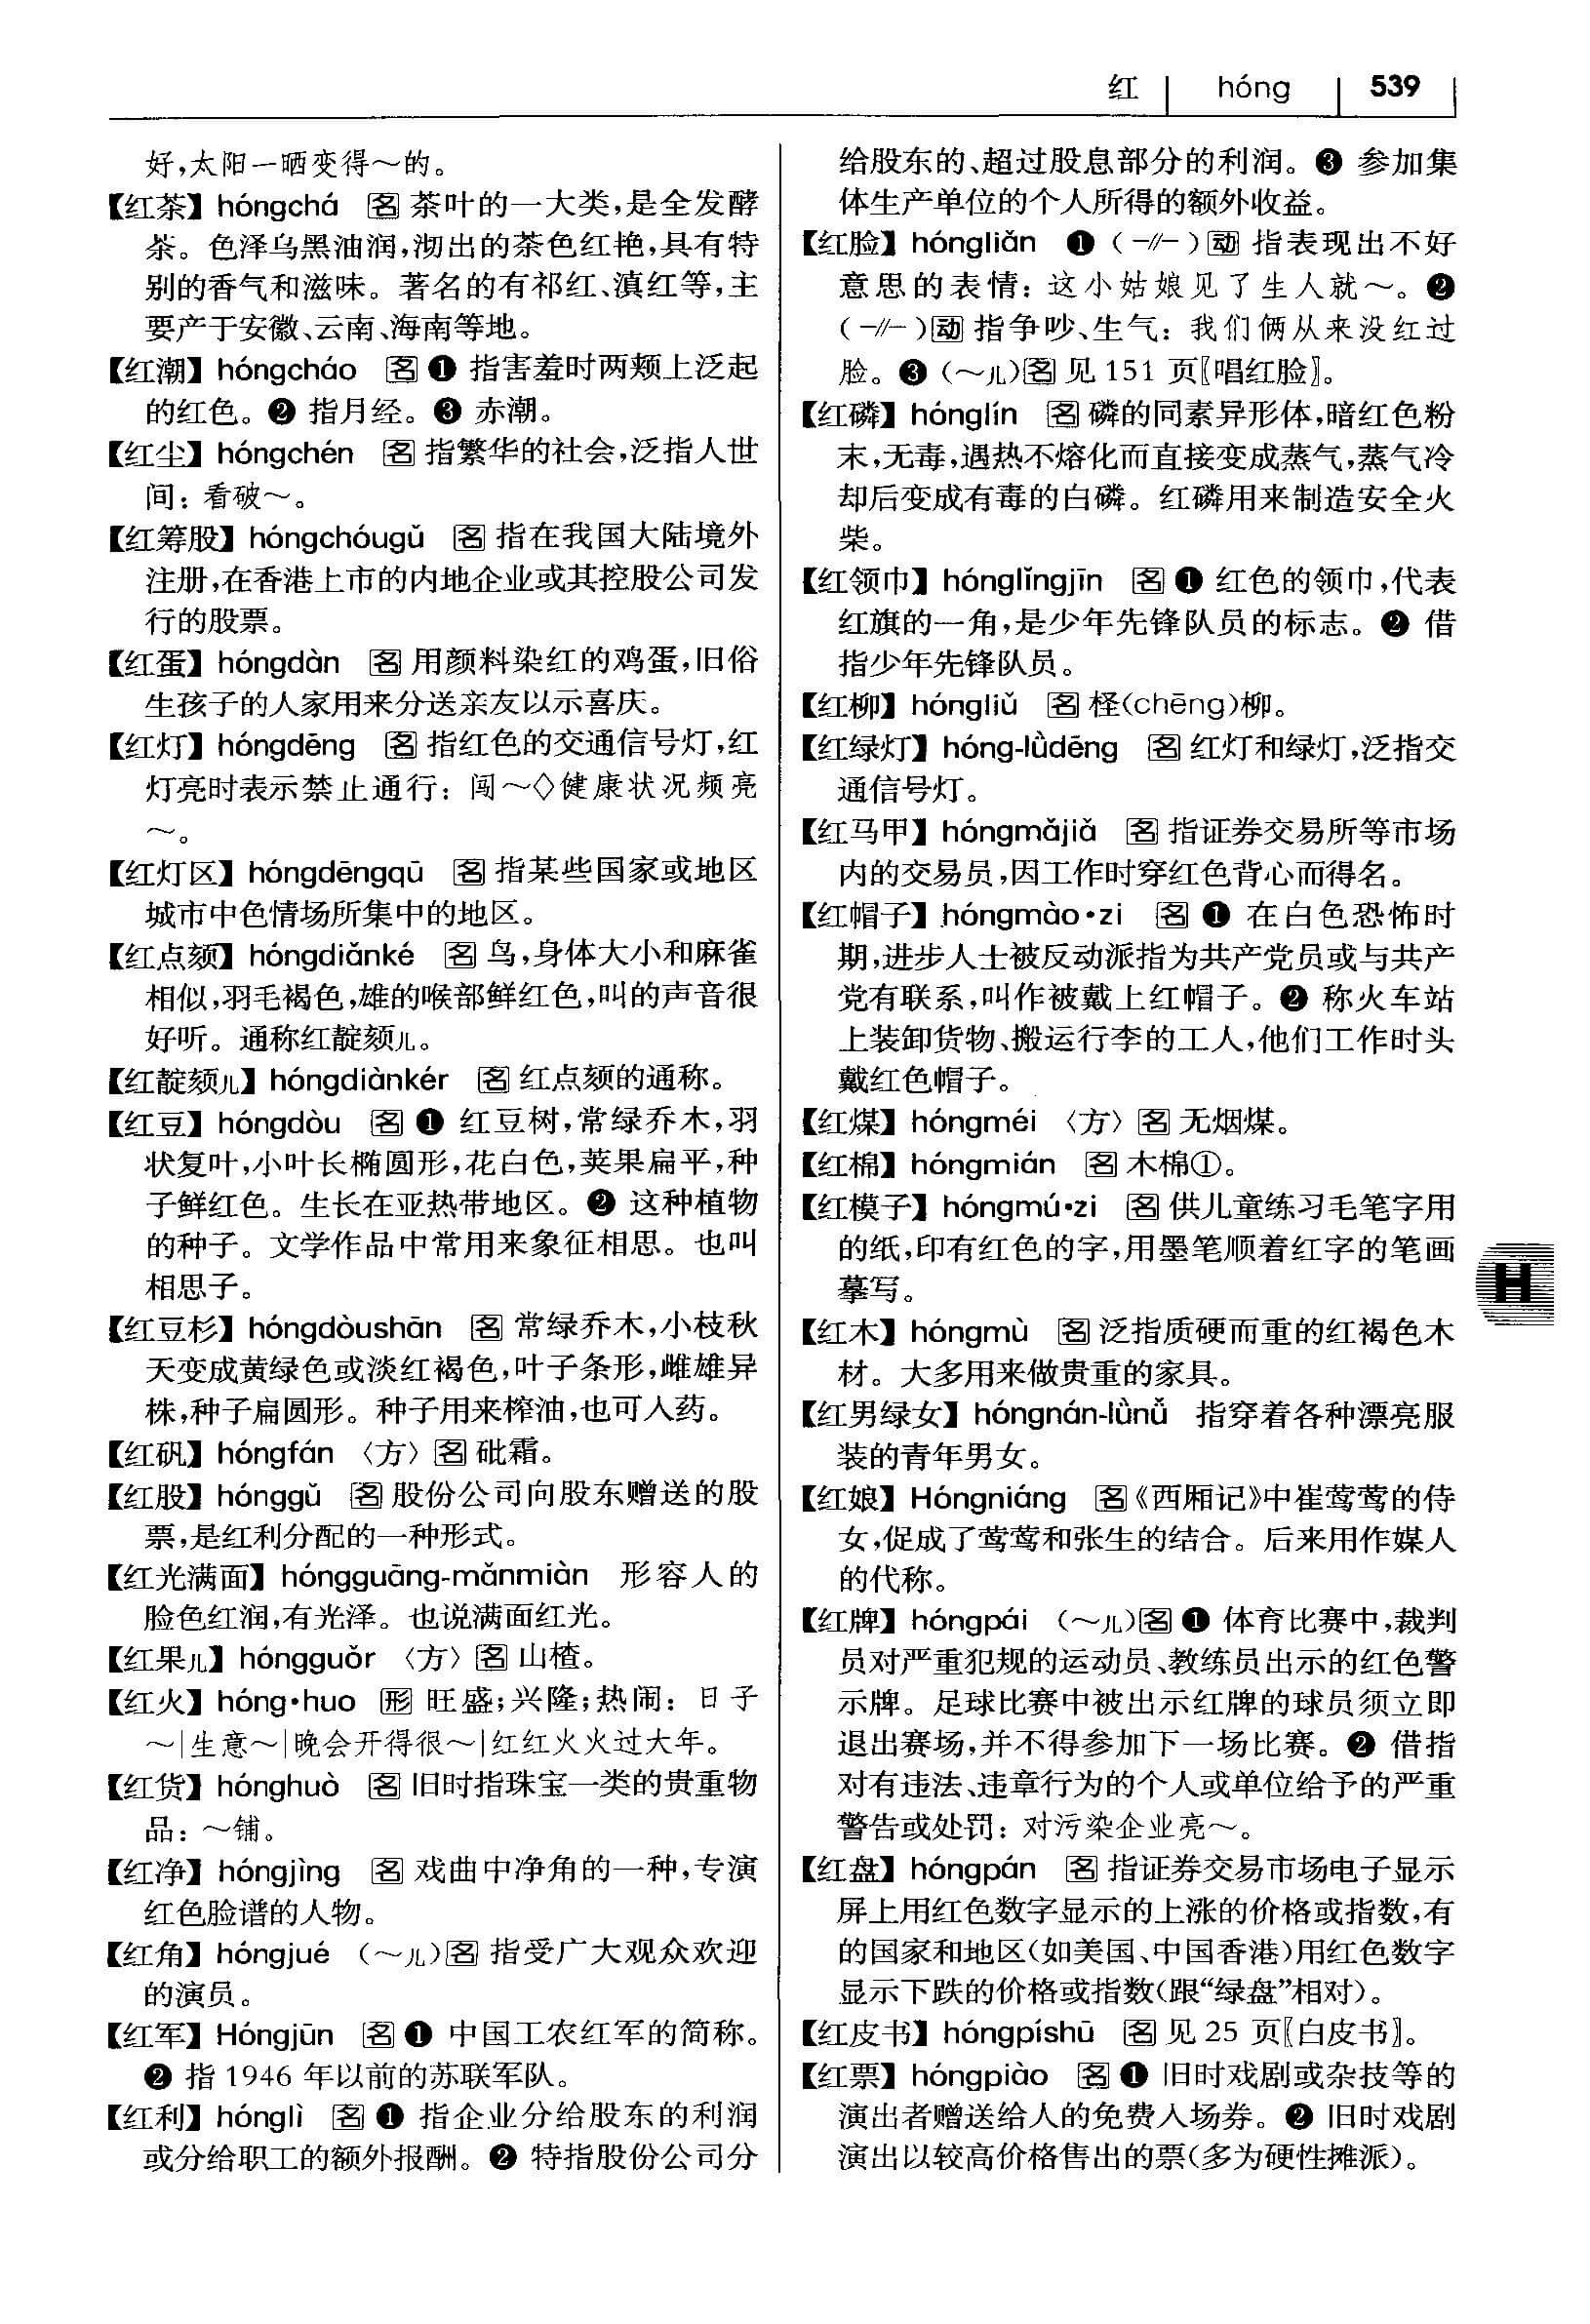 红 hóng 539
好,太阳一晒变得～的。
【红茶】hóngchá 名 茶叶的一大类,是全发酵
茶。色泽乌黑油润,沏出的茶色红艳,具有特
别的香气和滋味。著名的有祁红、滇红等,主
要产于安徽、云南、海南等地。
【红潮】hóngcháo 名 ❶ 指害羞时两颊上泛起
的红色。❷ 指月经。❸ 赤潮。
【红尘】hóngchén 名 指繁华的社会,泛指人世
间：看破～。
【红筹股】hóngchóugǔ 名 指在我国大陆境外
注册,在香港上市的内地企业或其控股公司发
行的股票。
【红蛋】hóngdàn 名 用颜料染红的鸡蛋,旧俗
生孩子的人家用来分送亲友以示喜庆。
【红灯】hóngdēng 名 指红色的交通信号灯,红
灯亮时表示禁止通行：闯～◇健康状况频亮
～。
【红灯区】hóngdēngqū 名 指某些国家或地区
城市中色情场所集中的地区。
【红点颏】hóngdiǎnké 名 鸟,身体大小和麻雀
相似,羽毛褐色,雄的喉部鲜红色,叫的声音很
好听。通称红靛颏儿。
【红靛颏儿】hóngdiànkér 名 红点颏的通称。
【红豆】hóngdòu 名 ❶ 红豆树,常绿乔木,羽
状复叶,小叶长椭圆形,花白色,荚果扁平,种
子鲜红色。生长在亚热带地区。❷ 这种植物
的种子。文学作品中常用来象征相思。也叫
相思子。
【红豆杉】hóngdòushān 名 常绿乔木,小枝秋
天变成黄绿色或淡红褐色,叶子条形,雌雄异
株,种子扁圆形。种子用来榨油,也可入药。
【红矾】hóngfán 〈方〉名 砒霜。
【红股】hónggǔ 名 股份公司向股东赠送的股
票,是红利分配的一种形式。
【红光满面】hóngguāng-mǎnmiàn 形容人的
脸色红润,有光泽。也说满面红光。
【红果儿】hóngguǒr 〈方〉名 山楂。
【红火】hóng•huo 形 旺盛;兴隆;热闹：日子
～|生意～|晚会开得很～|红红火火过大年。
【红货】hónghuò 名 旧时指珠宝一类的贵重物
品：～铺。
【红净】hóngjìng 名 戏曲中净角的一种,专演
红色脸谱的人物。
【红角】hóngjué （～儿）名 指受广大观众欢迎
的演员。
【红军】Hóngjūn 名 ❶ 中国工农红军的简称。
❷ 指 1946 年以前的苏联军队。
【红利】hónglì 名 ❶ 指企业分给股东的利润
或分给职工的额外报酬。❷ 特指股份公司分
给股东的、超过股息部分的利润。❸ 参加集
体生产单位的个人所得的额外收益。
【红脸】hóngliǎn ❶（-//-）动 指表现出不好
意思的表情：这小姑娘见了生人就～。❷
（-//-）动 指争吵、生气：我们俩从来没红过
脸。❸（～儿）名 见 151 页〖唱红脸〗。
【红磷】hónglín 名 磷的同素异形体,暗红色粉
末,无毒,遇热不熔化而直接变成蒸气,蒸气冷
却后变成有毒的白磷。红磷用来制造安全火
柴。
【红领巾】hónglǐngjīn 名 ❶ 红色的领巾,代表
红旗的一角,是少年先锋队员的标志。❷ 借
指少年先锋队员。
【红柳】hóngliǔ 名 柽(chēng)柳。
【红绿灯】hóng-lǜdēng 名 红灯和绿灯,泛指交
通信号灯。
【红马甲】hóngmǎjiǎ 名 指证券交易所等市场
内的交易员,因工作时穿红色背心而得名。
【红帽子】hóngmào•zi 名 ❶ 在白色恐怖时
期,进步人士被反动派指为共产党员或与共产
党有联系,叫作被戴上红帽子。❷ 称火车站
上装卸货物、搬运行李的工人,他们工作时头
戴红色帽子。
【红煤】hóngméi 〈方〉名 无烟煤。
【红棉】hóngmián 名 木棉①。
【红模子】hóngmú•zi 名 供儿童练习毛笔字用
的纸,印有红色的字,用墨笔顺着红字的笔画
摹写。
【红木】hóngmù 名 泛指质硬而重的红褐色木
材。大多用来做贵重的家具。
【红男绿女】hóngnán-lǜnǚ 指穿着各种漂亮服
装的青年男女。
【红娘】Hóngniáng 名《西厢记》中崔莺莺的侍
女,促成了莺莺和张生的结合。后来用作媒人
的代称。
【红牌】hóngpái （～儿）名 ❶ 体育比赛中,裁判
员对严重犯规的运动员、教练员出示的红色警
示牌。足球比赛中被出示红牌的球员须立即
退出赛场,并不得参加下一场比赛。❷ 借指
对有违法、违章行为的个人或单位给予的严重
警告或处罚：对污染企业亮～。
【红盘】hóngpán 名 指证券交易市场电子显示
屏上用红色数字显示的上涨的价格或指数,有
的国家和地区(如美国、中国香港)用红色数字
显示下跌的价格或指数(跟“绿盘”相对)。
【红皮书】hóngpíshū 名 见 25 页〖白皮书〗。
【红票】hóngpiào 名 ❶ 旧时戏剧或杂技等的
演出者赠送给人的免费入场券。❷ 旧时戏剧
演出以较高价格售出的票(多为硬性摊派)。
H